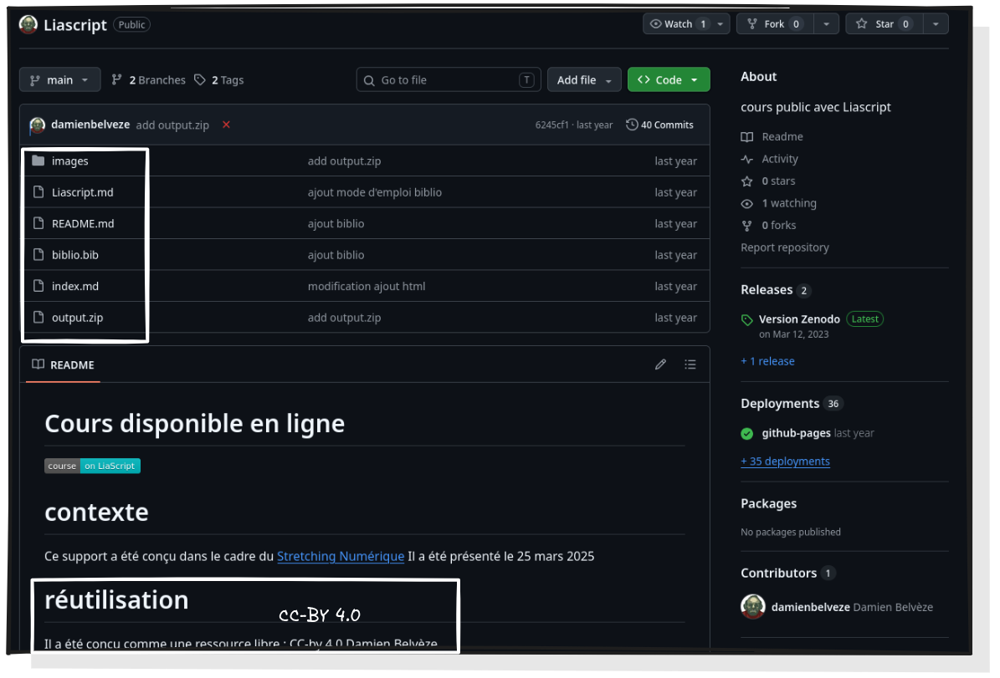 Liascript Public Watch 1 Fork 0 Star 0
main 2 Branches 2 Tags Go to file T Add file Code
damienbelveze add output.zip 6245cf1 · last year 40 Commits
images add output.zip last year
Liascript.md ajout mode d'emploi biblio last year
README.md ajout biblio last year
biblio.bib ajout biblio last year
index.md modification ajout html last year
output.zip add output.zip last year
README
Cours disponible en ligne
course on LiaScript
contexte
Ce support a été conçu dans le cadre du Stretching Numérique Il a été présenté le 25 mars 2025
réutilisation
CC-BY 4.0
Il a été conçu comme une ressource libre : CC-by 4.0 Damien Belvèze
About
cours public avec Liascript
Readme
Activity
0 stars
1 watching
0 forks
Report repository
Releases 2
Version Zenodo Latest
on Mar 12, 2023
+ 1 release
Deployments 36
github-pages last year
+ 35 deployments
Packages
No packages published
Contributors 1
damienbelveze Damien Belvèze